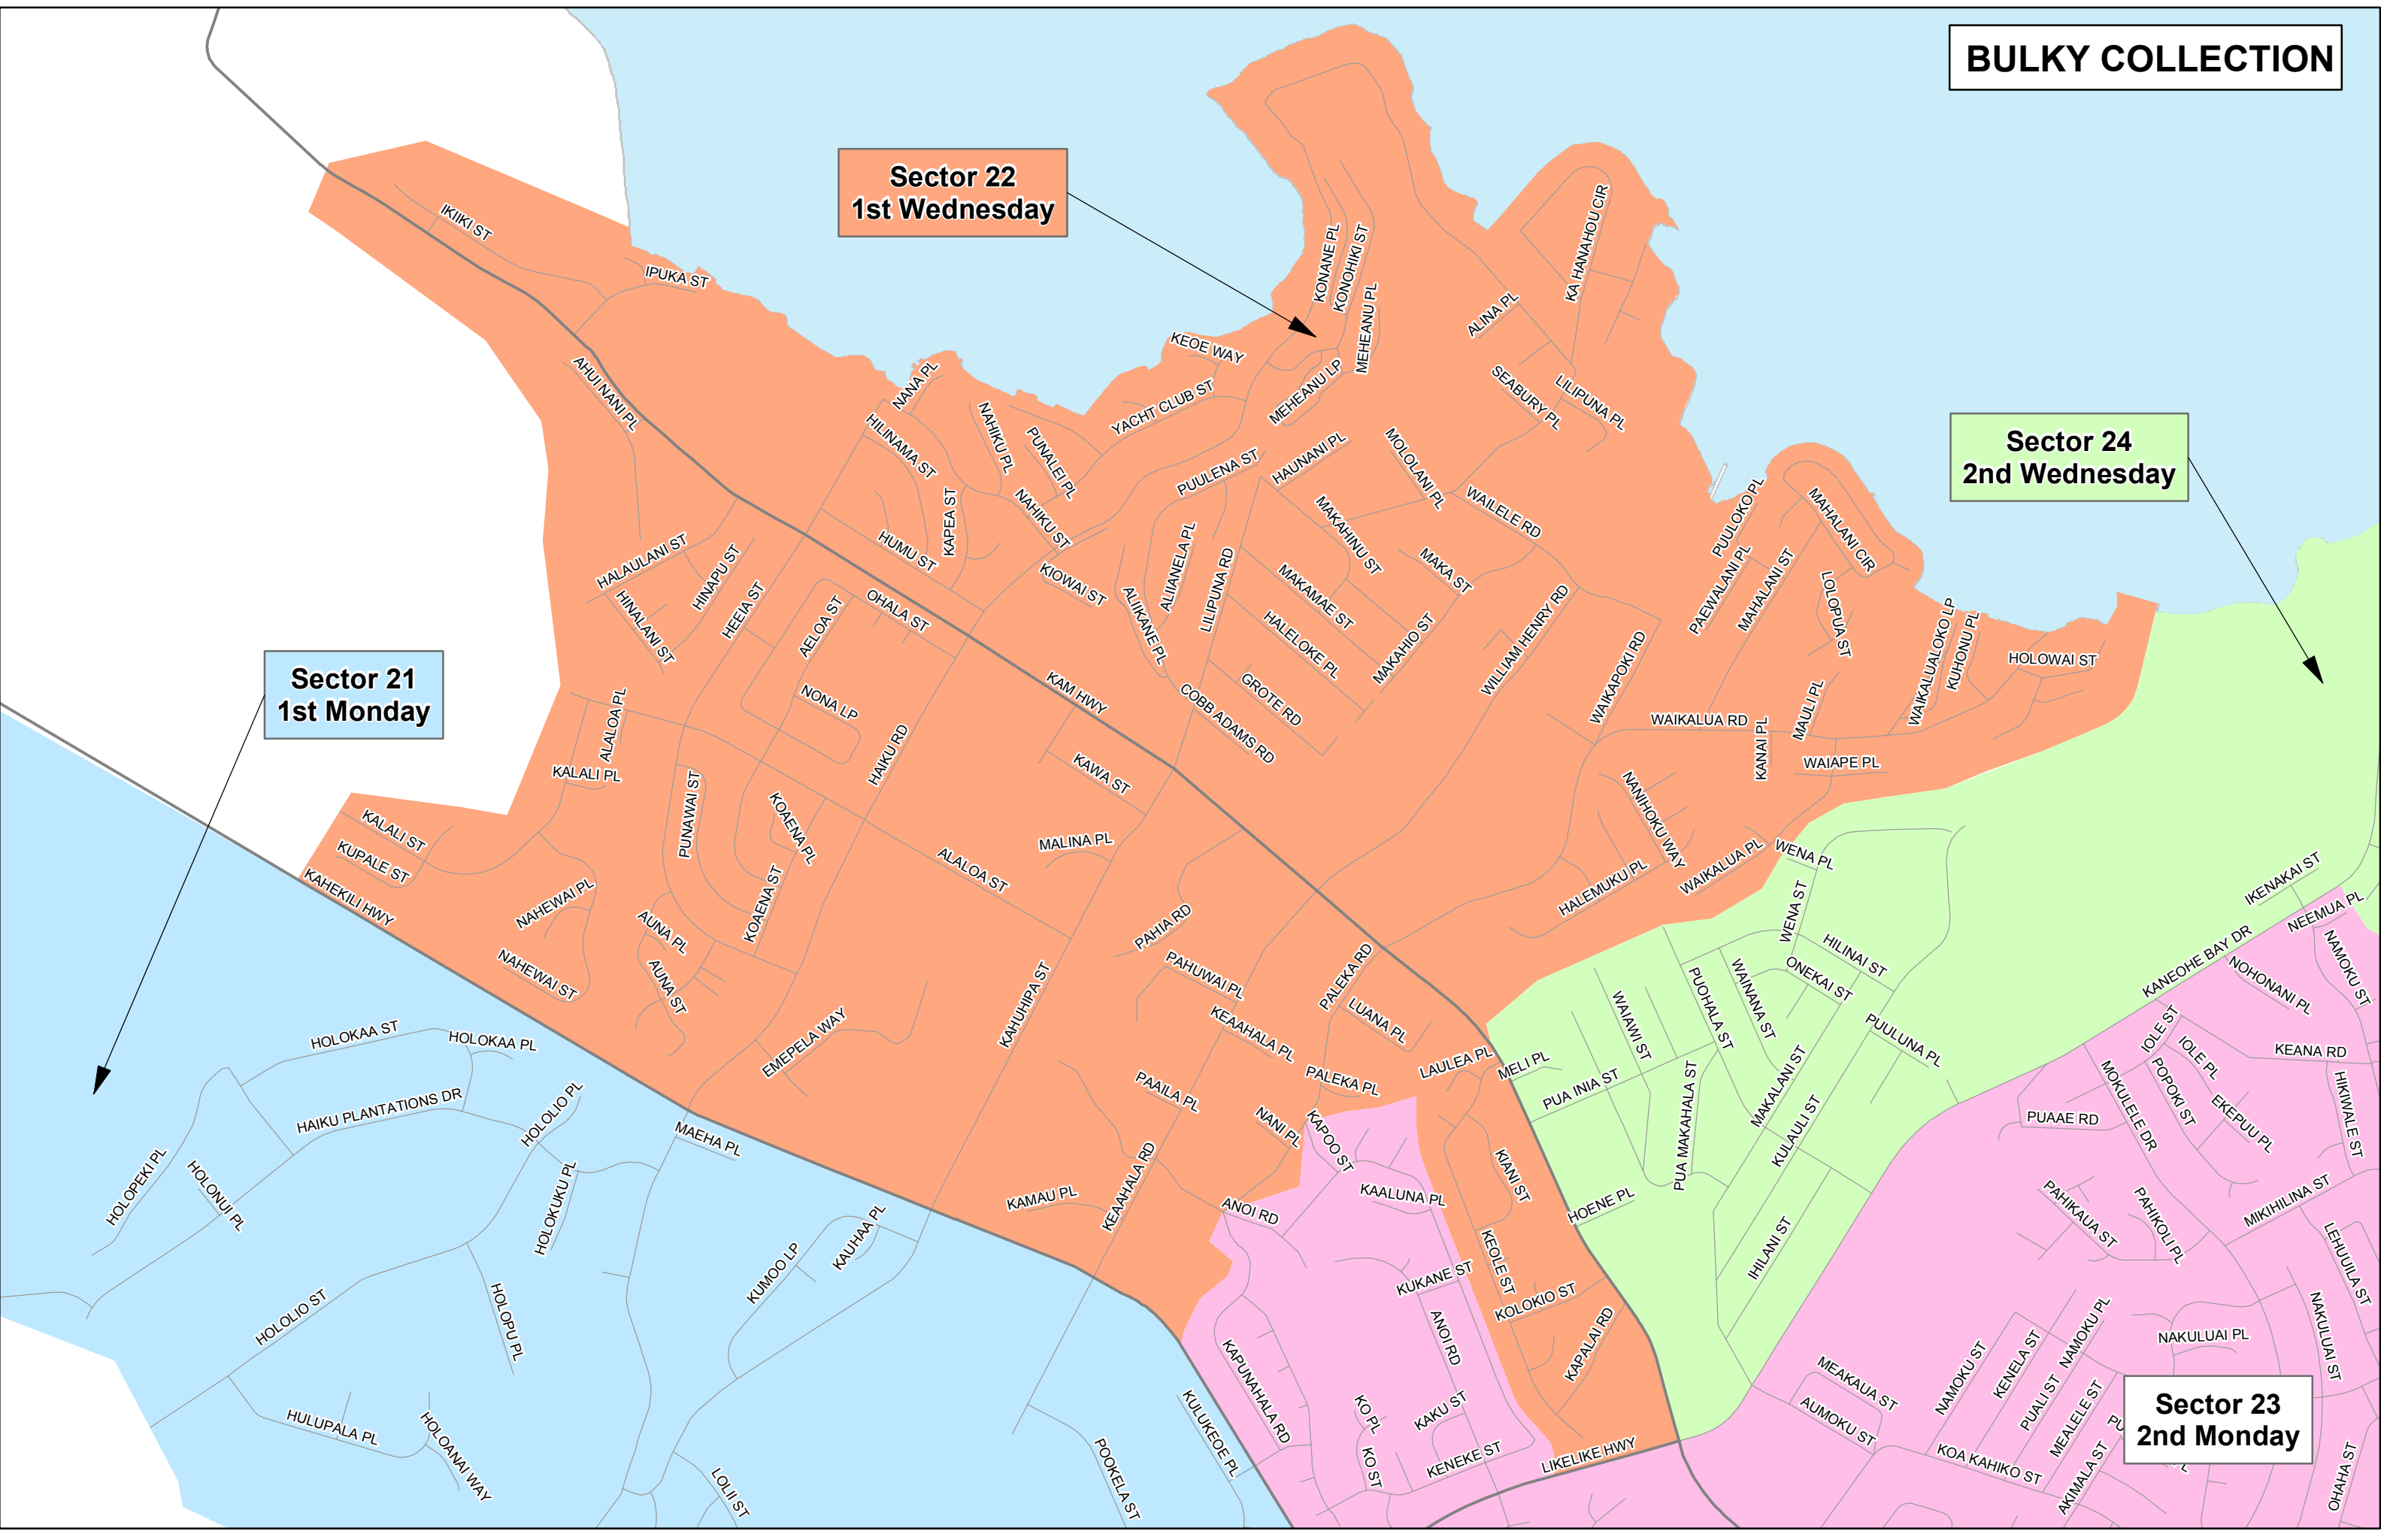 BULKY COLLECTION
Sector 22
1st Wednesday
Sector 24
2nd Wednesday
Sector 21
1st Monday
Sector 23
2nd Monday
IKIIKI ST
IPUKA ST
AHUI NANI PL
KEOE WAY
YACHT CLUB ST
KONANE PL
KONOHIKI ST
MEHEANU PL
MEHEANU LP
KA HANAHOU CIR
ALINA PL
SEABURY PL
LILIPUNA PL
NANA PL
HILINAMA ST
NAHIKU PL
PUNALEI PL
PUULENA ST
HAUNANI PL
MOLOLANI PL
WAILELE RD
KAPEA ST
NAHIKU ST
HUMU ST
KIOWAI ST
ALIIANELA PL
ALIIKANE PL
LILIPUNA RD
MAKAHINU ST
MAKA ST
MAKAMAE ST
HALELOKE PL
MAKAHIO ST
GROTE RD
COBB ADAMS RD
WILLIAM HENRY RD
WAIKAPOKI RD
PUULOKO PL
PAEWALANI PL
MAHALANI ST
MAHALANI CIR
LOLOPUA ST
WAIKALUALOKO LP
KUHONU PL
HOLOWAI ST
WAIKALUA RD
KANAI PL
MAULI PL
WAIAPE PL
HALAULANI ST
HINAPU ST
HINALANI ST
HEEIA ST
AELOA ST
OHALA ST
NONA LP
HAIKU RD
KAM HWY
KAWA ST
ALALOA PL
KALALI PL
PUNAWAI ST
KOAENA PL
KOAENA ST
KALALI ST
KUPALE ST
KAHEKILI HWY
NAHEWAI PL
NAHEWAI ST
AUNA PL
AUNA ST
MALINA PL
ALALOA ST
PAHIA RD
PAHUWAI PL
KAHUHIPA ST
EMEPELA WAY
KEAAHALA PL
PALEKA RD
LUANA PL
PALEKA PL
LAULEA PL
MELI PL
PAAILA PL
NANI PL
KEAAHALA RD
KAMAU PL
NANIHOKU WAY
HALEMUKU PL
WAIKALUA PL
WENA PL
WENA ST
HILINAI ST
ONEKAI ST
WAINANA ST
PUOHALA ST
WAIAWI ST
PUULUNA PL
PUA INIA ST
PUA MAKAHALA ST
MAKALANI ST
KULAULI ST
HOENE PL
IHILANI ST
IKENAKAI ST
NEEMUA PL
KANEOHE BAY DR
NAMOKU ST
NOHONANI PL
KEANA RD
IOLE ST
IOLE PL
POPOKI ST
EKEPUU PL
HIKIWALE ST
MOKULELE DR
PUAAE RD
MIKIHILINA ST
PAHIKAUA ST
PAHIKOLI PL
LEHUUILA ST
NAKULUAI ST
NAKULUAI PL
NAMOKU PL
KENELA ST
PUALI ST
NAMOKU ST
MEALELE ST
MEAKAUA ST
AUMOKU ST
KOA KAHIKO ST
AKIMALA ST
OHAHA ST
KAPOO ST
KAALUNA PL
ANOI RD
KIANI ST
KEOLE ST
KUKANE ST
KOLOKIO ST
KAPALAI RD
ANOI RD
KAKU ST
KO PL
KO ST
KENEKE ST
LIKELIKE HWY
KAPUNAHALA RD
KULUKEOE PL
POOKELA ST
HOLOKAA ST
HOLOKAA PL
HAIKU PLANTATIONS DR
HOLOLIO PL
HOLOPEKI PL
HOLONUI PL
HOLOKUKU PL
MAEHA PL
KUMOO LP
KAUHAA PL
HOLOLIO ST
HOLOPU PL
HULUPALA PL
HOLOANAI WAY
LOLII ST